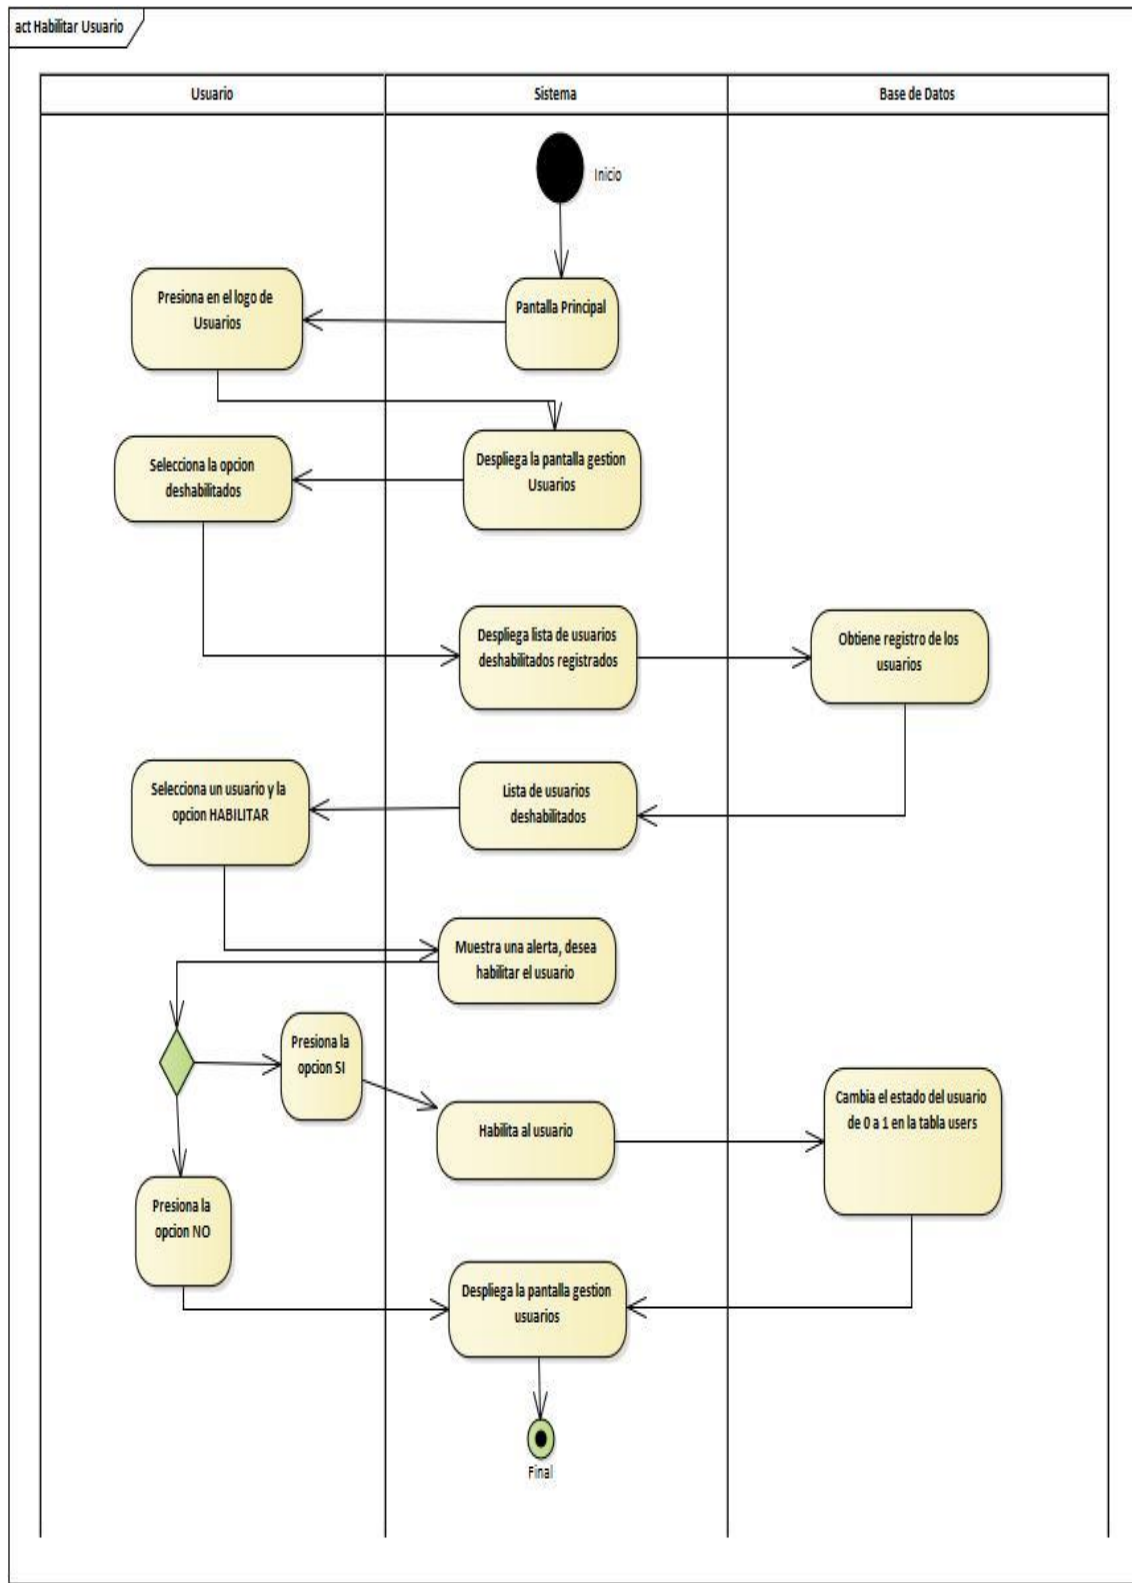 act Habilitar Usuario
Usuario
Sistema
Base de Datos
Inicio
Presiona en el logo de
Usuarios
Pantalla Principal
Selecciona la opcion
deshabilitados
Despliega la pantalla gestion
Usuarios
Despliega lista de usuarios
deshabilitados registrados
Obtiene registro de los
usuarios
Selecciona un usuario y la
opcion HABILITAR
Lista de usuarios
deshabilitados
Muestra una alerta, desea
habilitar el usuario
Presiona la
opcion SI
Habilita al usuario
Cambia el estado del usuario
de 0 a 1 en la tabla users
Presiona la
opcion NO
Despliega la pantalla gestion
usuarios
Final